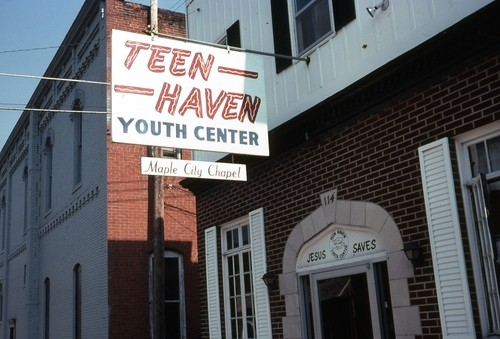 TEEN
HAVEN
YOUTH CENTER
Maple City Chapel
114
JESUS SAVES